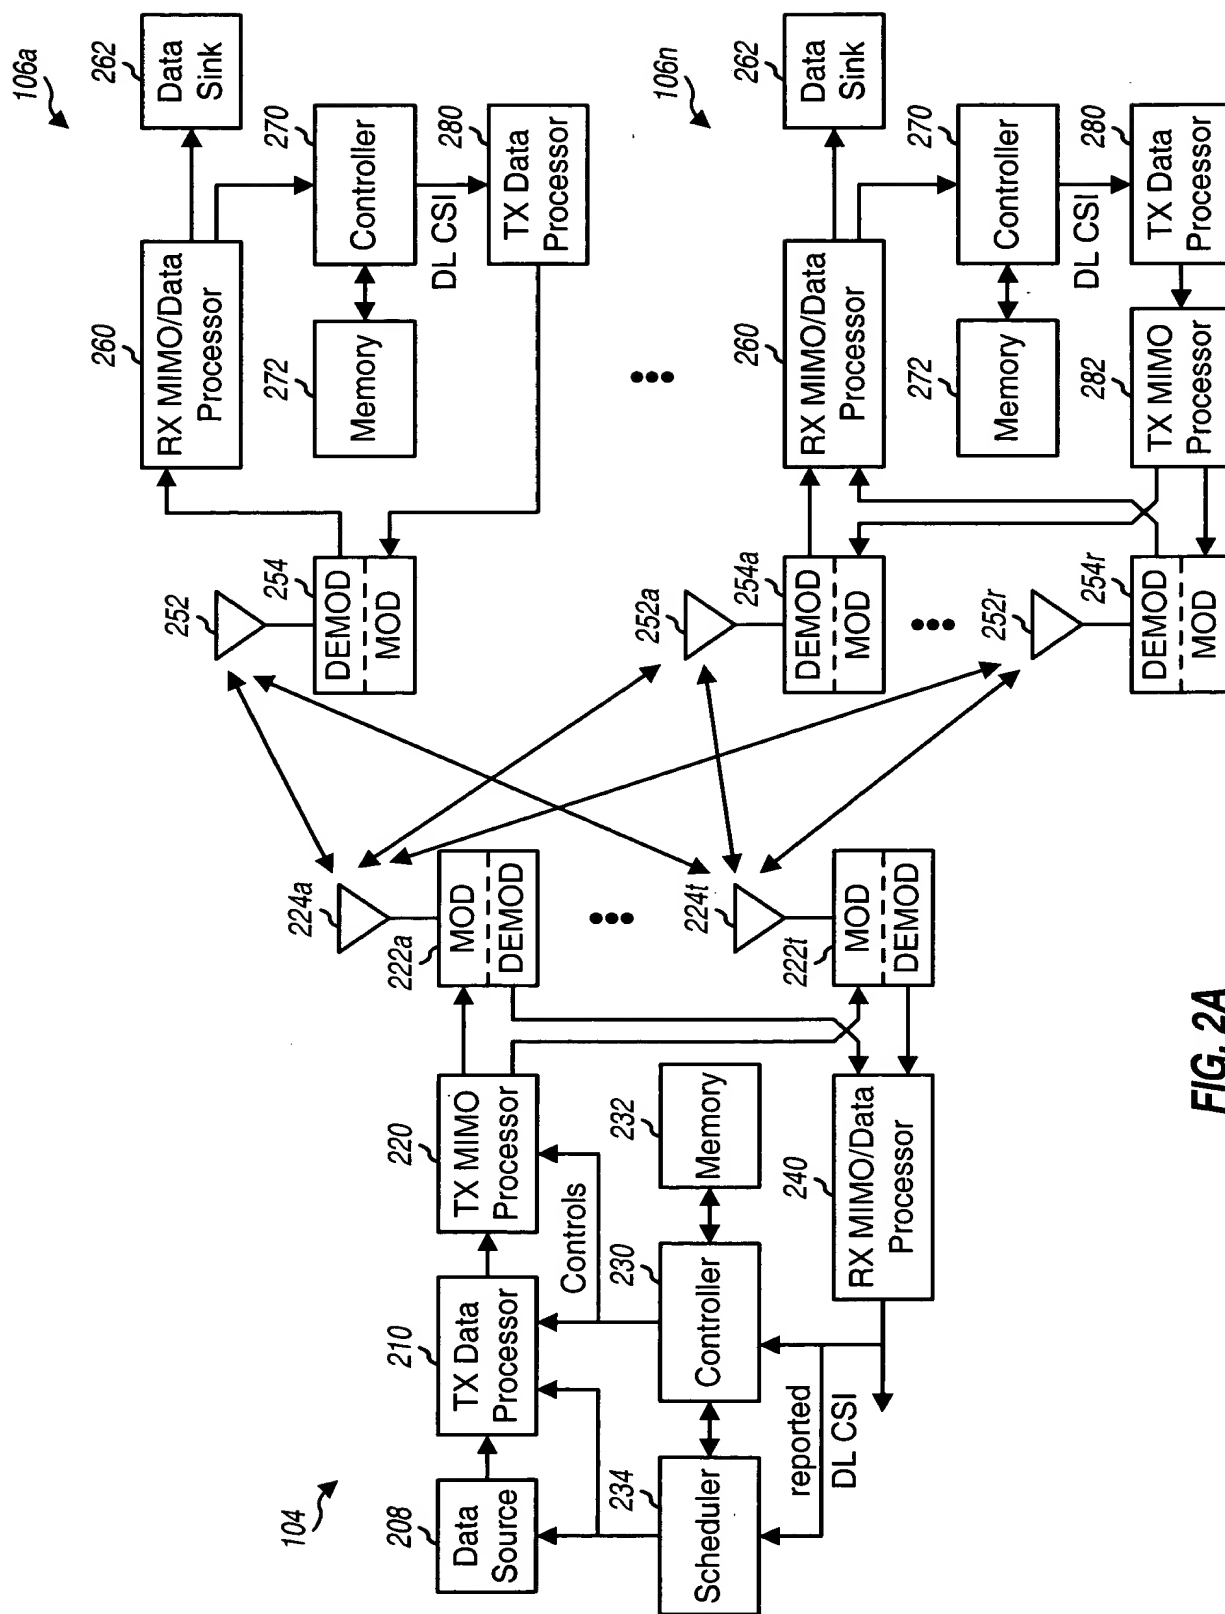 104
208
Data
Source
210
TX Data
Processor
220
TX MIMO
Processor
Controls
234
Scheduler
230
Controller
232
Memory
reported
DL CSI
240
RX MIMO/Data
Processor
224a
222a
MOD
DEMOD
224t
222t
MOD
DEMOD
106a
252
254
DEMOD
MOD
260
RX MIMO/Data
Processor
262
Data
Sink
270
Controller
272
Memory
DL CSI
280
TX Data
Processor
106n
252a
254a
DEMOD
MOD
252r
254r
DEMOD
MOD
260
RX MIMO/Data
Processor
262
Data
Sink
270
Controller
272
Memory
DL CSI
280
TX Data
Processor
282
TX MIMO
Processor
FIG. 2A